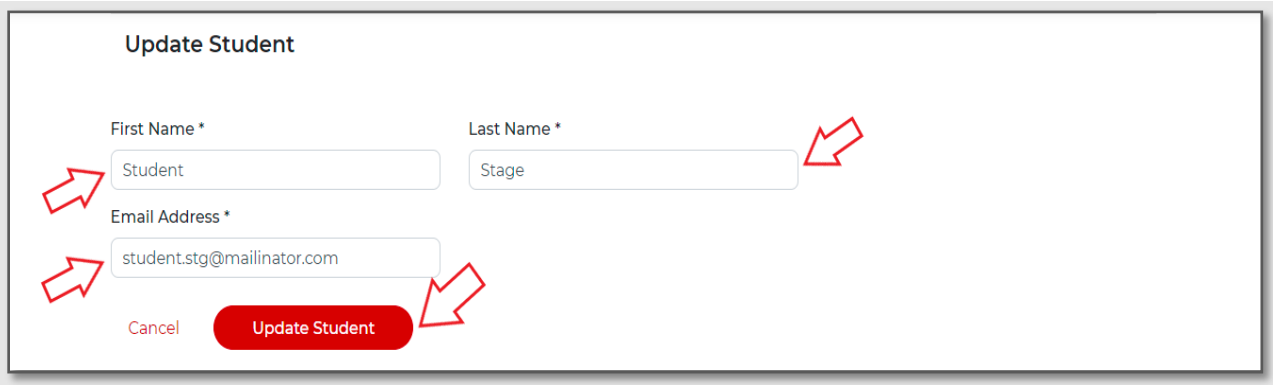 Update Student
First Name * Last Name *
Student Stage
Email Address *
student.stg@mailinator.com
Cancel Update Student